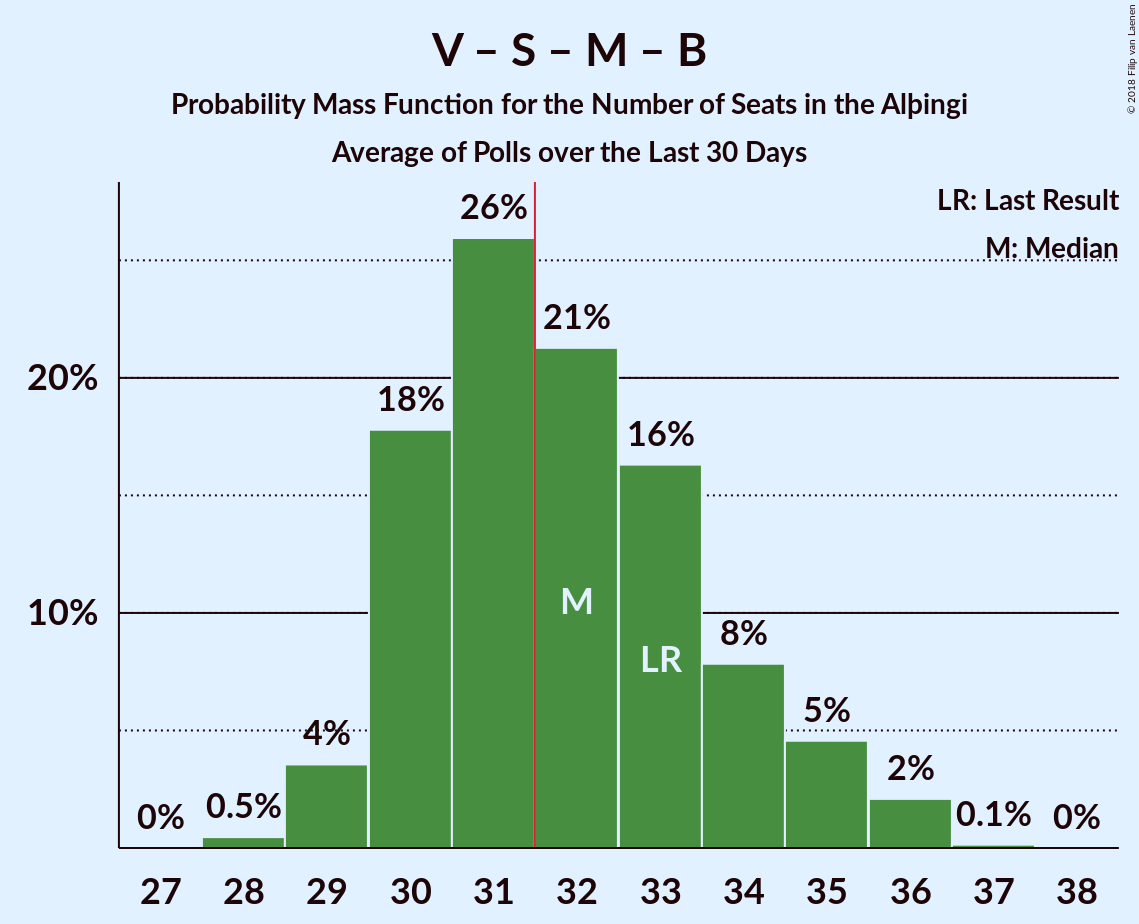 V – S – M – B
Probability Mass Function for the Number of Seats in the Alþingi
Average of Polls over the Last 30 Days
© 2018 Filip van Laenen
LR: Last Result
M: Median
20%
10%
0%
0.5%
4%
18%
26%
21%
16%
8%
5%
2%
0.1%
0%
M
LR
27 28 29 30 31 32 33 34 35 36 37 38